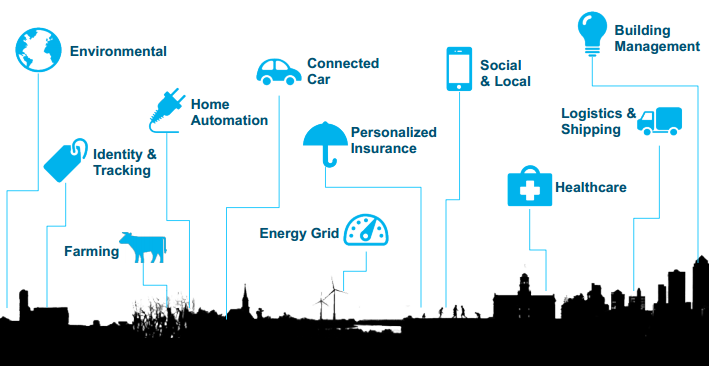 Environmental
Identity &
Tracking
Farming
Home
Automation
Connected
Car
Personalized
Insurance
Energy Grid
Social
& Local
Healthcare
Building
Management
Logistics &
Shipping